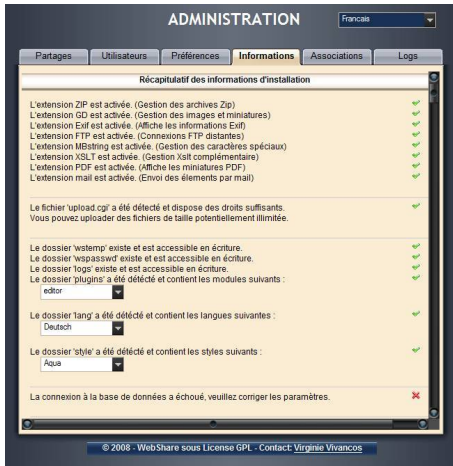 ADMINISTRATION
Francais
Partages
Utilisateurs
Préférences
Informations
Associations
Logs
Récapitulatif des informations d'installation
L'extension ZIP est activée. (Gestion des archives Zip)
L'extension GD est activée. (Gestion des images et miniatures)
L'extension Exif est activée. (Affiche les informations Exif)
L'extension FTP est activée. (Connexions FTP distantes)
L'extension MBstring est activée. (Gestion des caractères spéciaux)
L'extension XSLT est activée. (Gestion Xslt complémentaire)
L'extension PDF est activée. (Affiche les miniatures PDF)
L'extension mail est activée. (Envoi des élements par mail)
Le fichier 'upload.cgi' a été détecté et dispose des droits suffisants.
Vous pouvez uploader des fichiers de taille potentiellement illimitée.
Le dossier 'wstemp' existe et est accessible en écriture.
Le dossier 'wspasswd' existe et est accessible en écriture.
Le dossier 'logs' existe et est accessible en écriture.
Le dossier 'plugins' a été détécté et contient les modules suivants :
editor
Le dossier 'lang' a été détécté et contient les langues suivantes :
Deutsch
Le dossier 'style' a été détécté et contient les styles suivants :
Aqua
La connexion à la base de données a échoué, veuillez corriger les paramètres.
© 2008 - WebShare sous License GPL - Contact: Virginie Vivancos